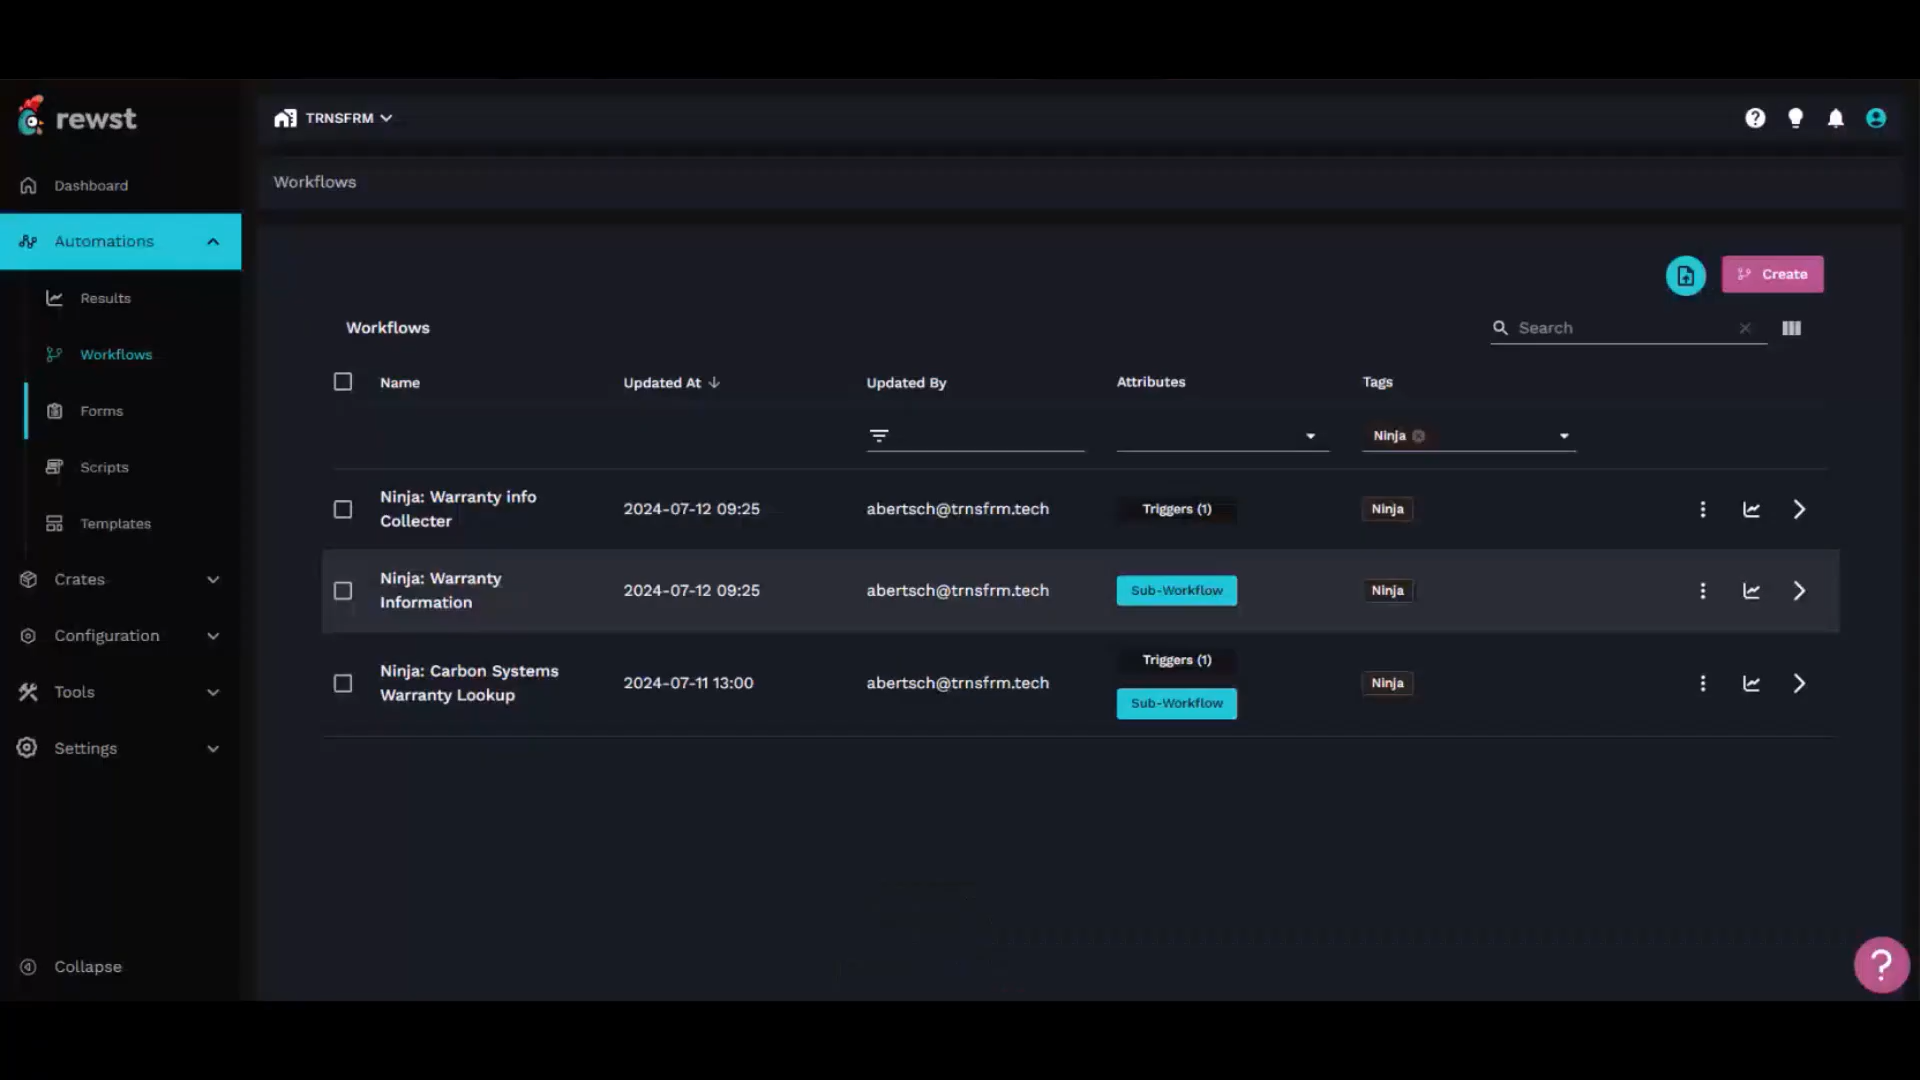 rewst
TRNSFRM
Dashboard
Workflows
Automations
Results
Workflows
Forms
Scripts
Templates
Crates
Configuration
Tools
Settings
Collapse
Create
Workflows
Search
Name
Updated At
Updated By
Attributes
Tags
Ninja
Ninja: Warranty info
Collecter
2024-07-12 09:25
abertsch@trnsfrm.tech
Triggers (1)
Ninja
Ninja: Warranty
Information
2024-07-12 09:25
abertsch@trnsfrm.tech
Sub-Workflow
Ninja
Ninja: Carbon Systems
Warranty Lookup
2024-07-11 13:00
abertsch@trnsfrm.tech
Triggers (1)
Sub-Workflow
Ninja
?